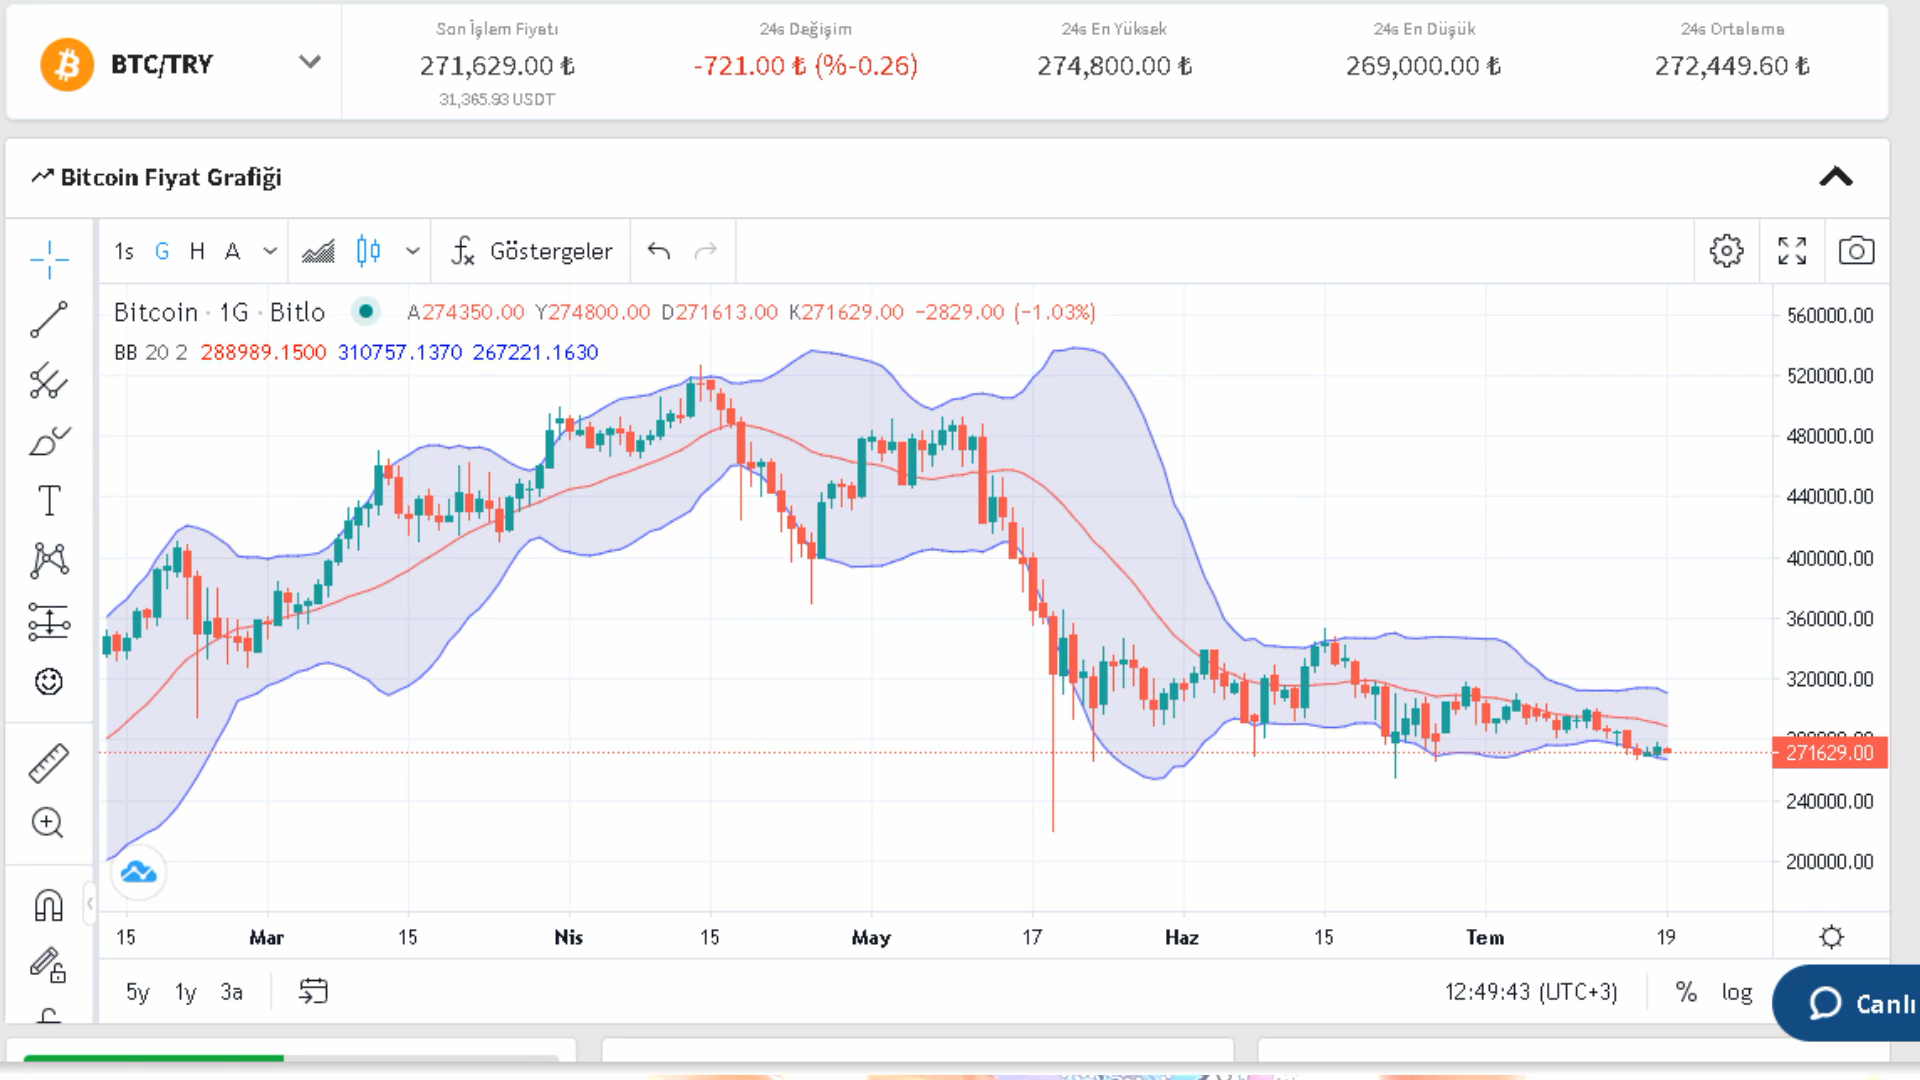 Son İşlem Fiyatı
24s Değişim
24s En Yüksek
24s En Düşük
24s Ortalama
BTC/TRY
271,629.00 ₺
-721.00 ₺ (%-0.26)
274,800.00 ₺
269,000.00 ₺
272,449.60 ₺
31,365.93 USDT
Bitcoin Fiyat Grafiği
1s G H A
Göstergeler
Bitcoin · 1G · Bitlo
A274350.00 Y274800.00 D271613.00 K271629.00 −2829.00 (−1.03%)
BB 20 2 288989.1500 310757.1370 267221.1630
560000.00
520000.00
480000.00
440000.00
400000.00
360000.00
320000.00
271629.00
240000.00
200000.00
15 Mar 15 Nis 15 May 17 Haz 15 Tem 19
5y 1y 3a
12:49:43 (UTC+3)
% log
Canlı